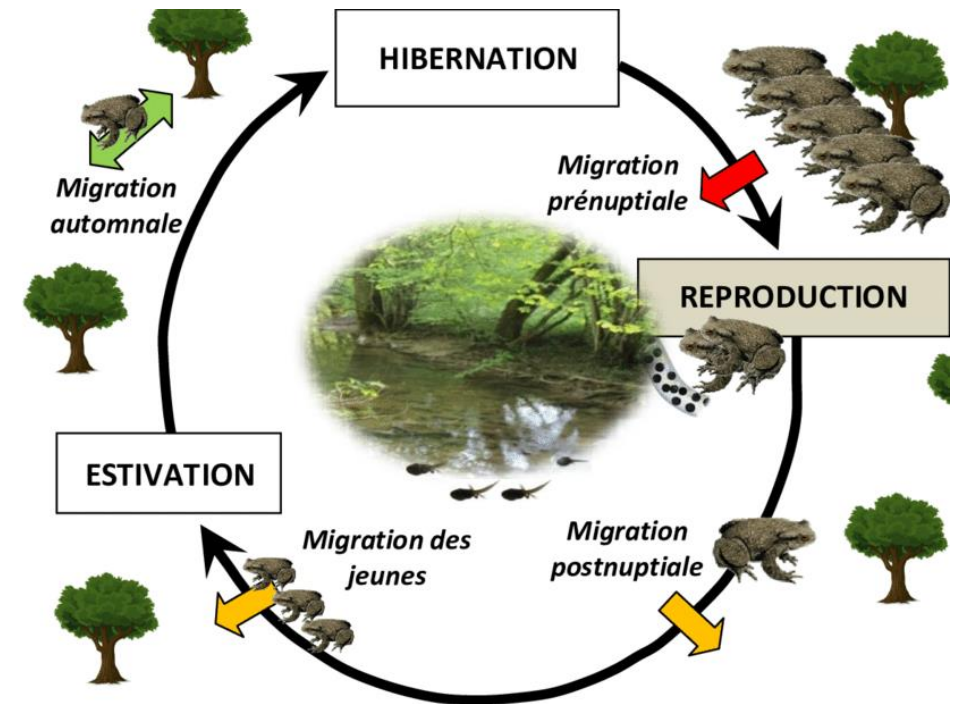 HIBERNATION
Migration
prénuptiale
REPRODUCTION
Migration
postnuptiale
Migration des
jeunes
ESTIVATION
Migration
automnale